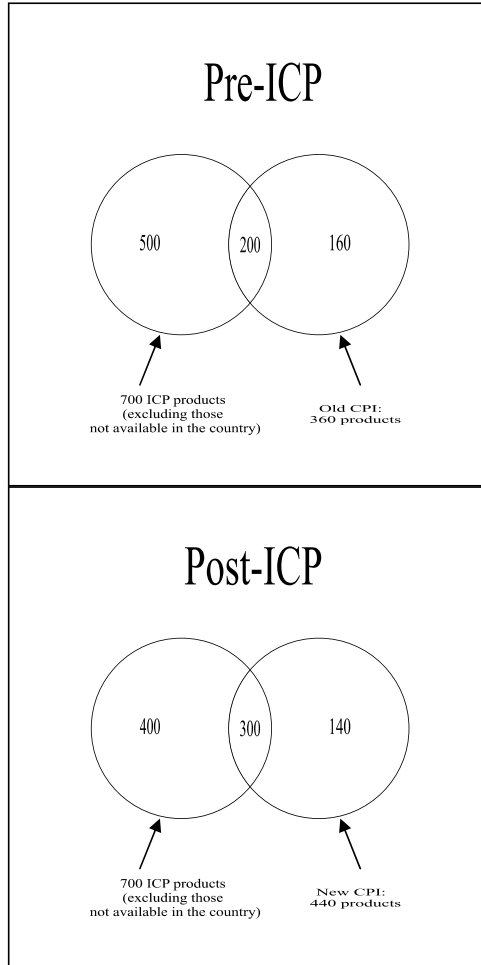 Pre-ICP
500
200
160
700 ICP products
(excluding those
not available in the country)
Old CPI:
360 products
Post-ICP
400
300
140
700 ICP products
(excluding those
not available in the country)
New CPI:
440 products